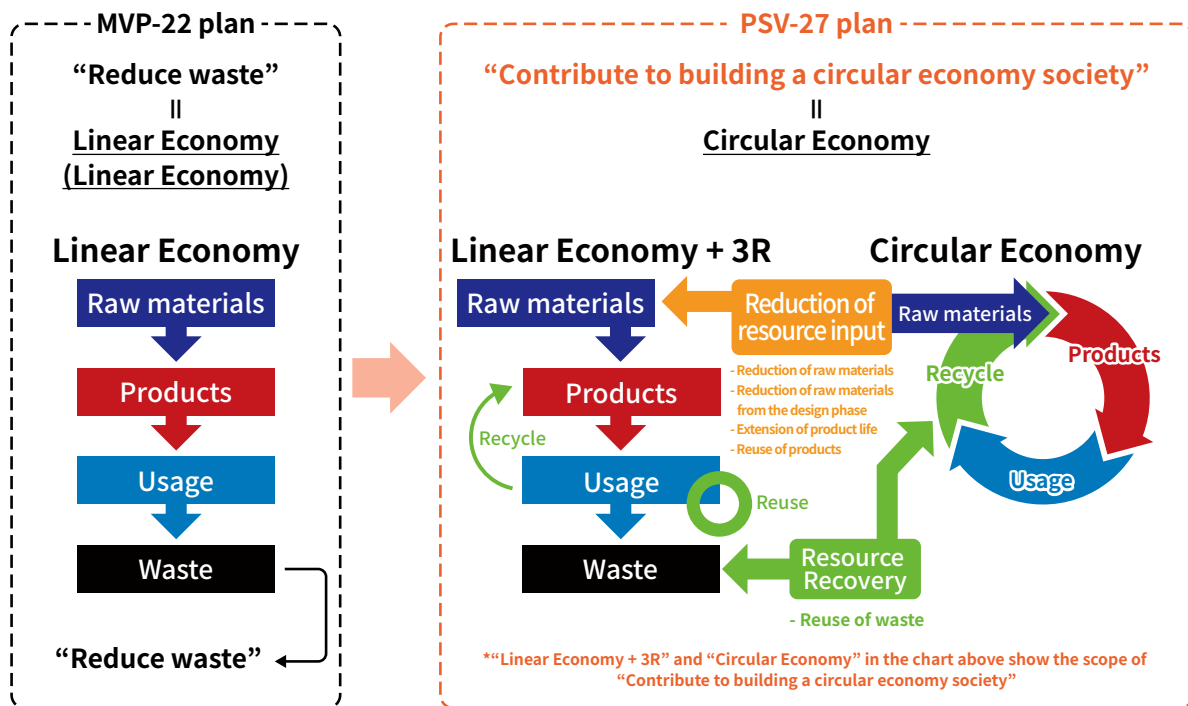 MVP-22 plan
“Reduce waste”
=
Linear Economy
(Linear Economy)
Linear Economy
Raw materials
Products
Usage
Waste
“Reduce waste”
PSV-27 plan
“Contribute to building a circular economy society”
=
Circular Economy
Linear Economy + 3R
Raw materials
Products
Recycle
Usage
Reuse
Waste
Reduction of
resource input
- Reduction of raw materials
- Reduction of raw materials
from the design phase
- Extension of product life
- Reuse of products
Resource
Recovery
- Reuse of waste
Circular Economy
Raw materials
Products
Recycle
Usage
*“Linear Economy + 3R” and “Circular Economy” in the chart above show the scope of
“Contribute to building a circular economy society”